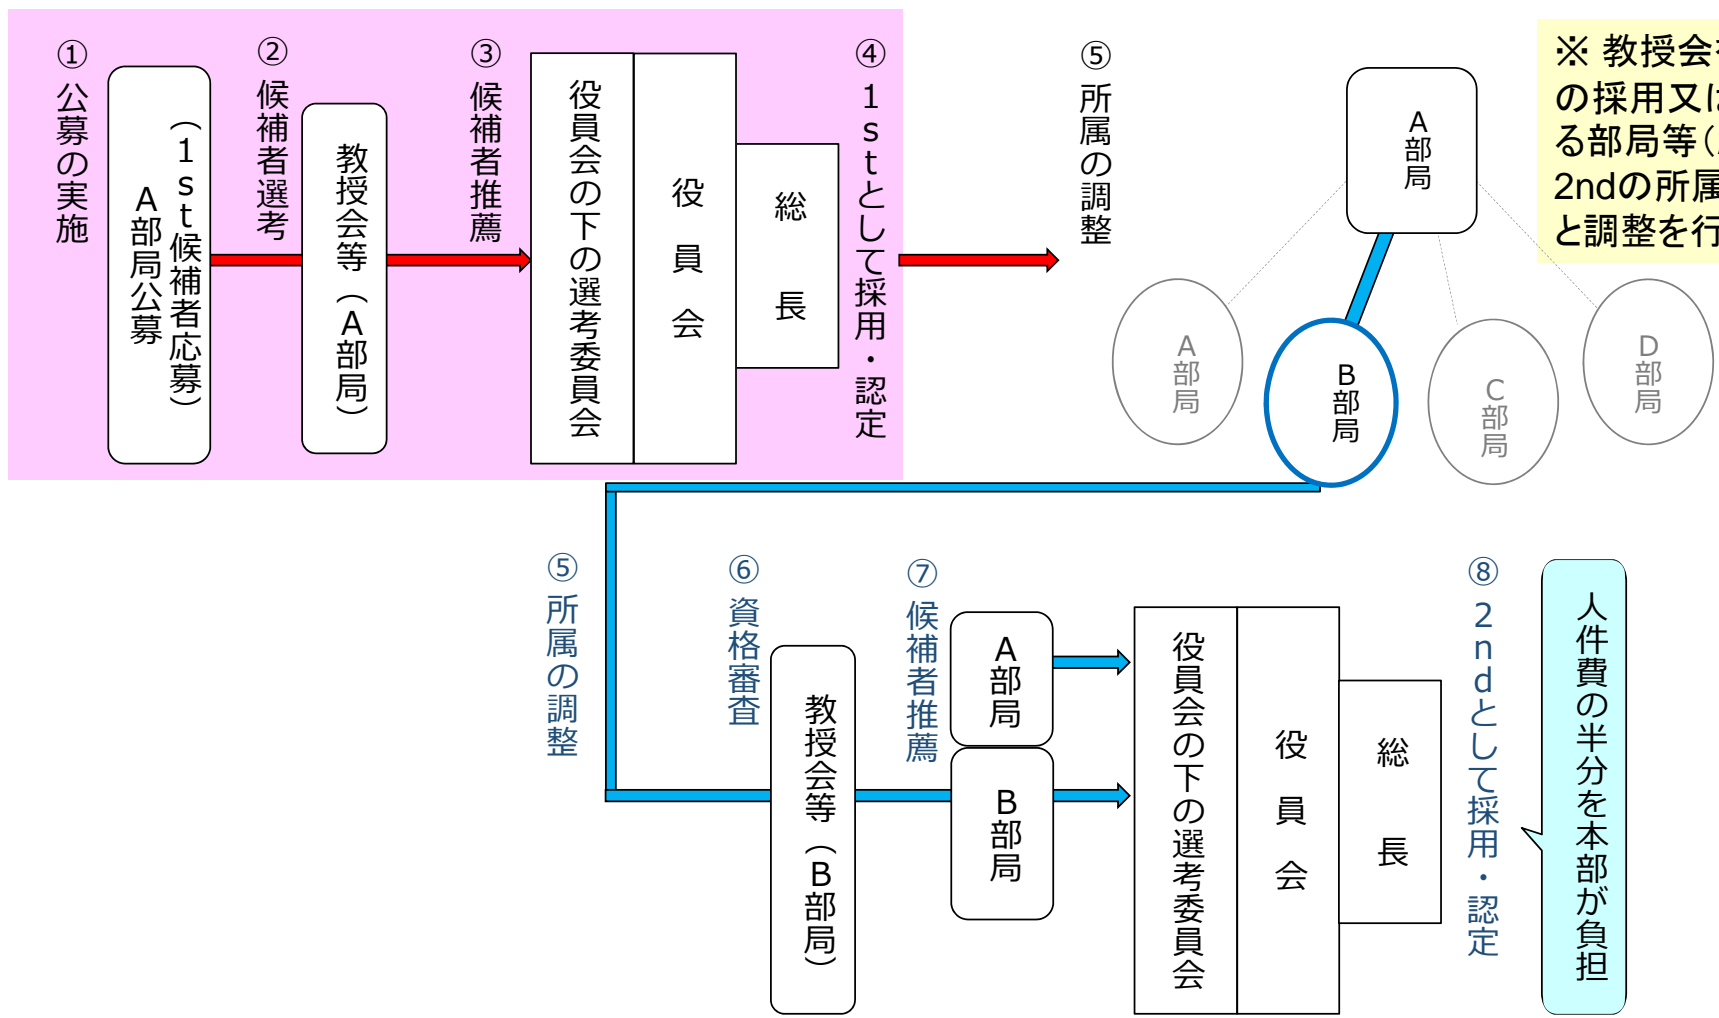 ① 公募の実施
A部局公募
(1st候補者応募)
② 候補者選考
教授会等(A部局)
③ 候補者推薦
役員会の下の選考委員会
役員会
総長
④ 1stとして採用・認定
⑤ 所属の調整
A部局
A部局
B部局
C部局
D部局
※ 教授会
の採用又
る部局等(
2ndの所属
と調整を行
⑤ 所属の調整
⑥ 資格審査
教授会等(B部局)
⑦ 候補者推薦
A部局
B部局
役員会の下の選考委員会
役員会
総長
⑧ 2ndとして採用・認定
人件費の半分を本部が負担